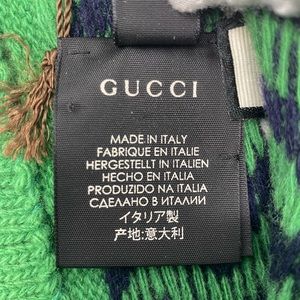 GUCCI
MADE IN ITALY
FABRIQUE EN ITALIE
HERGESTELLT IN ITALIEN
HECHO EN ITALIA
PRODUZIDO NA ITALIA
СДЕЛАНО В ИТАЛИИ
イタリア製
产地:意大利